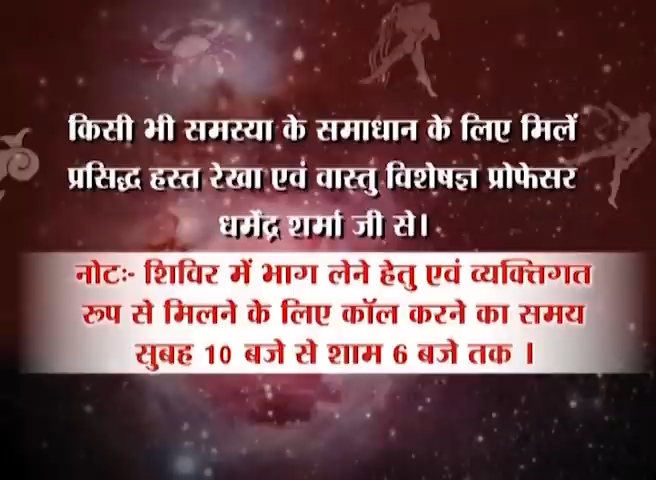 किसी भी समस्या के समाधान के लिए मिलें
प्रसिद्ध हस्त रेखा एवं वास्तु विशेषज्ञ प्रोफेसर
धर्मेंद्र शर्मा जी से।
नोटः- शिविर में भाग लेने हेतु एवं व्यक्तिगत
रूप से मिलने के लिए कॉल करने का समय
सुबह 10 बजे से शाम 6 बजे तक ।